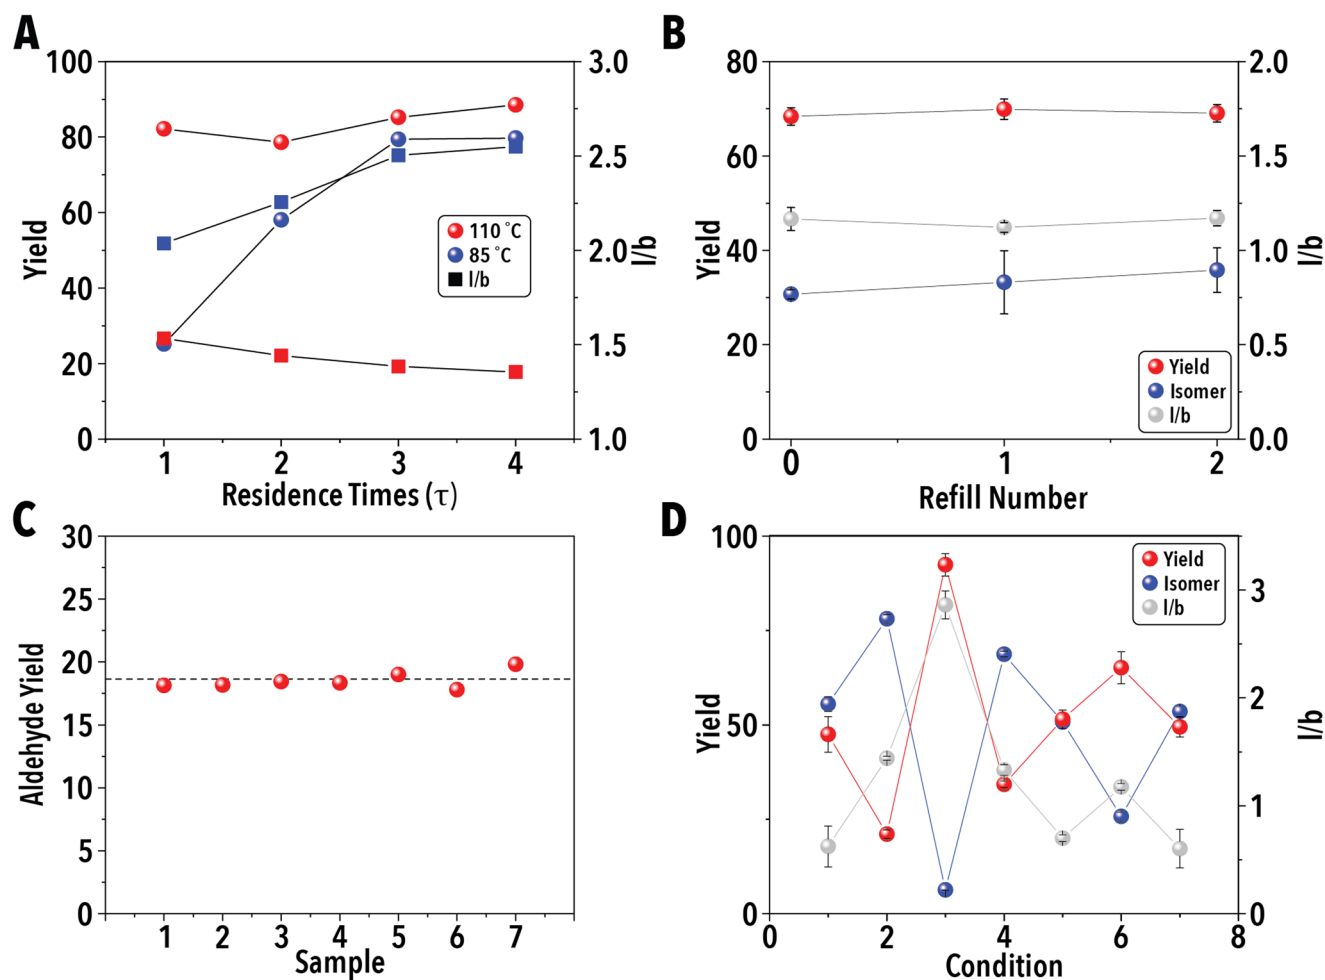 A
100
80
60
40
20
0
Yield
3.0
2.5
2.0
1.5
1.0
l/b
110 °C
85 °C
l/b
1 2 3 4
Residence Times (τ)
B
80
60
40
20
0
Yield
2.0
1.5
1.0
0.5
0.0
l/b
Yield
Isomer
l/b
0 1 2
Refill Number
C
30
25
20
15
10
5
0
Aldehyde Yield
1 2 3 4 5 6 7
Sample
D
100
50
0
Yield
3
2
1
0
l/b
Yield
Isomer
l/b
0 2 4 6 8
Condition